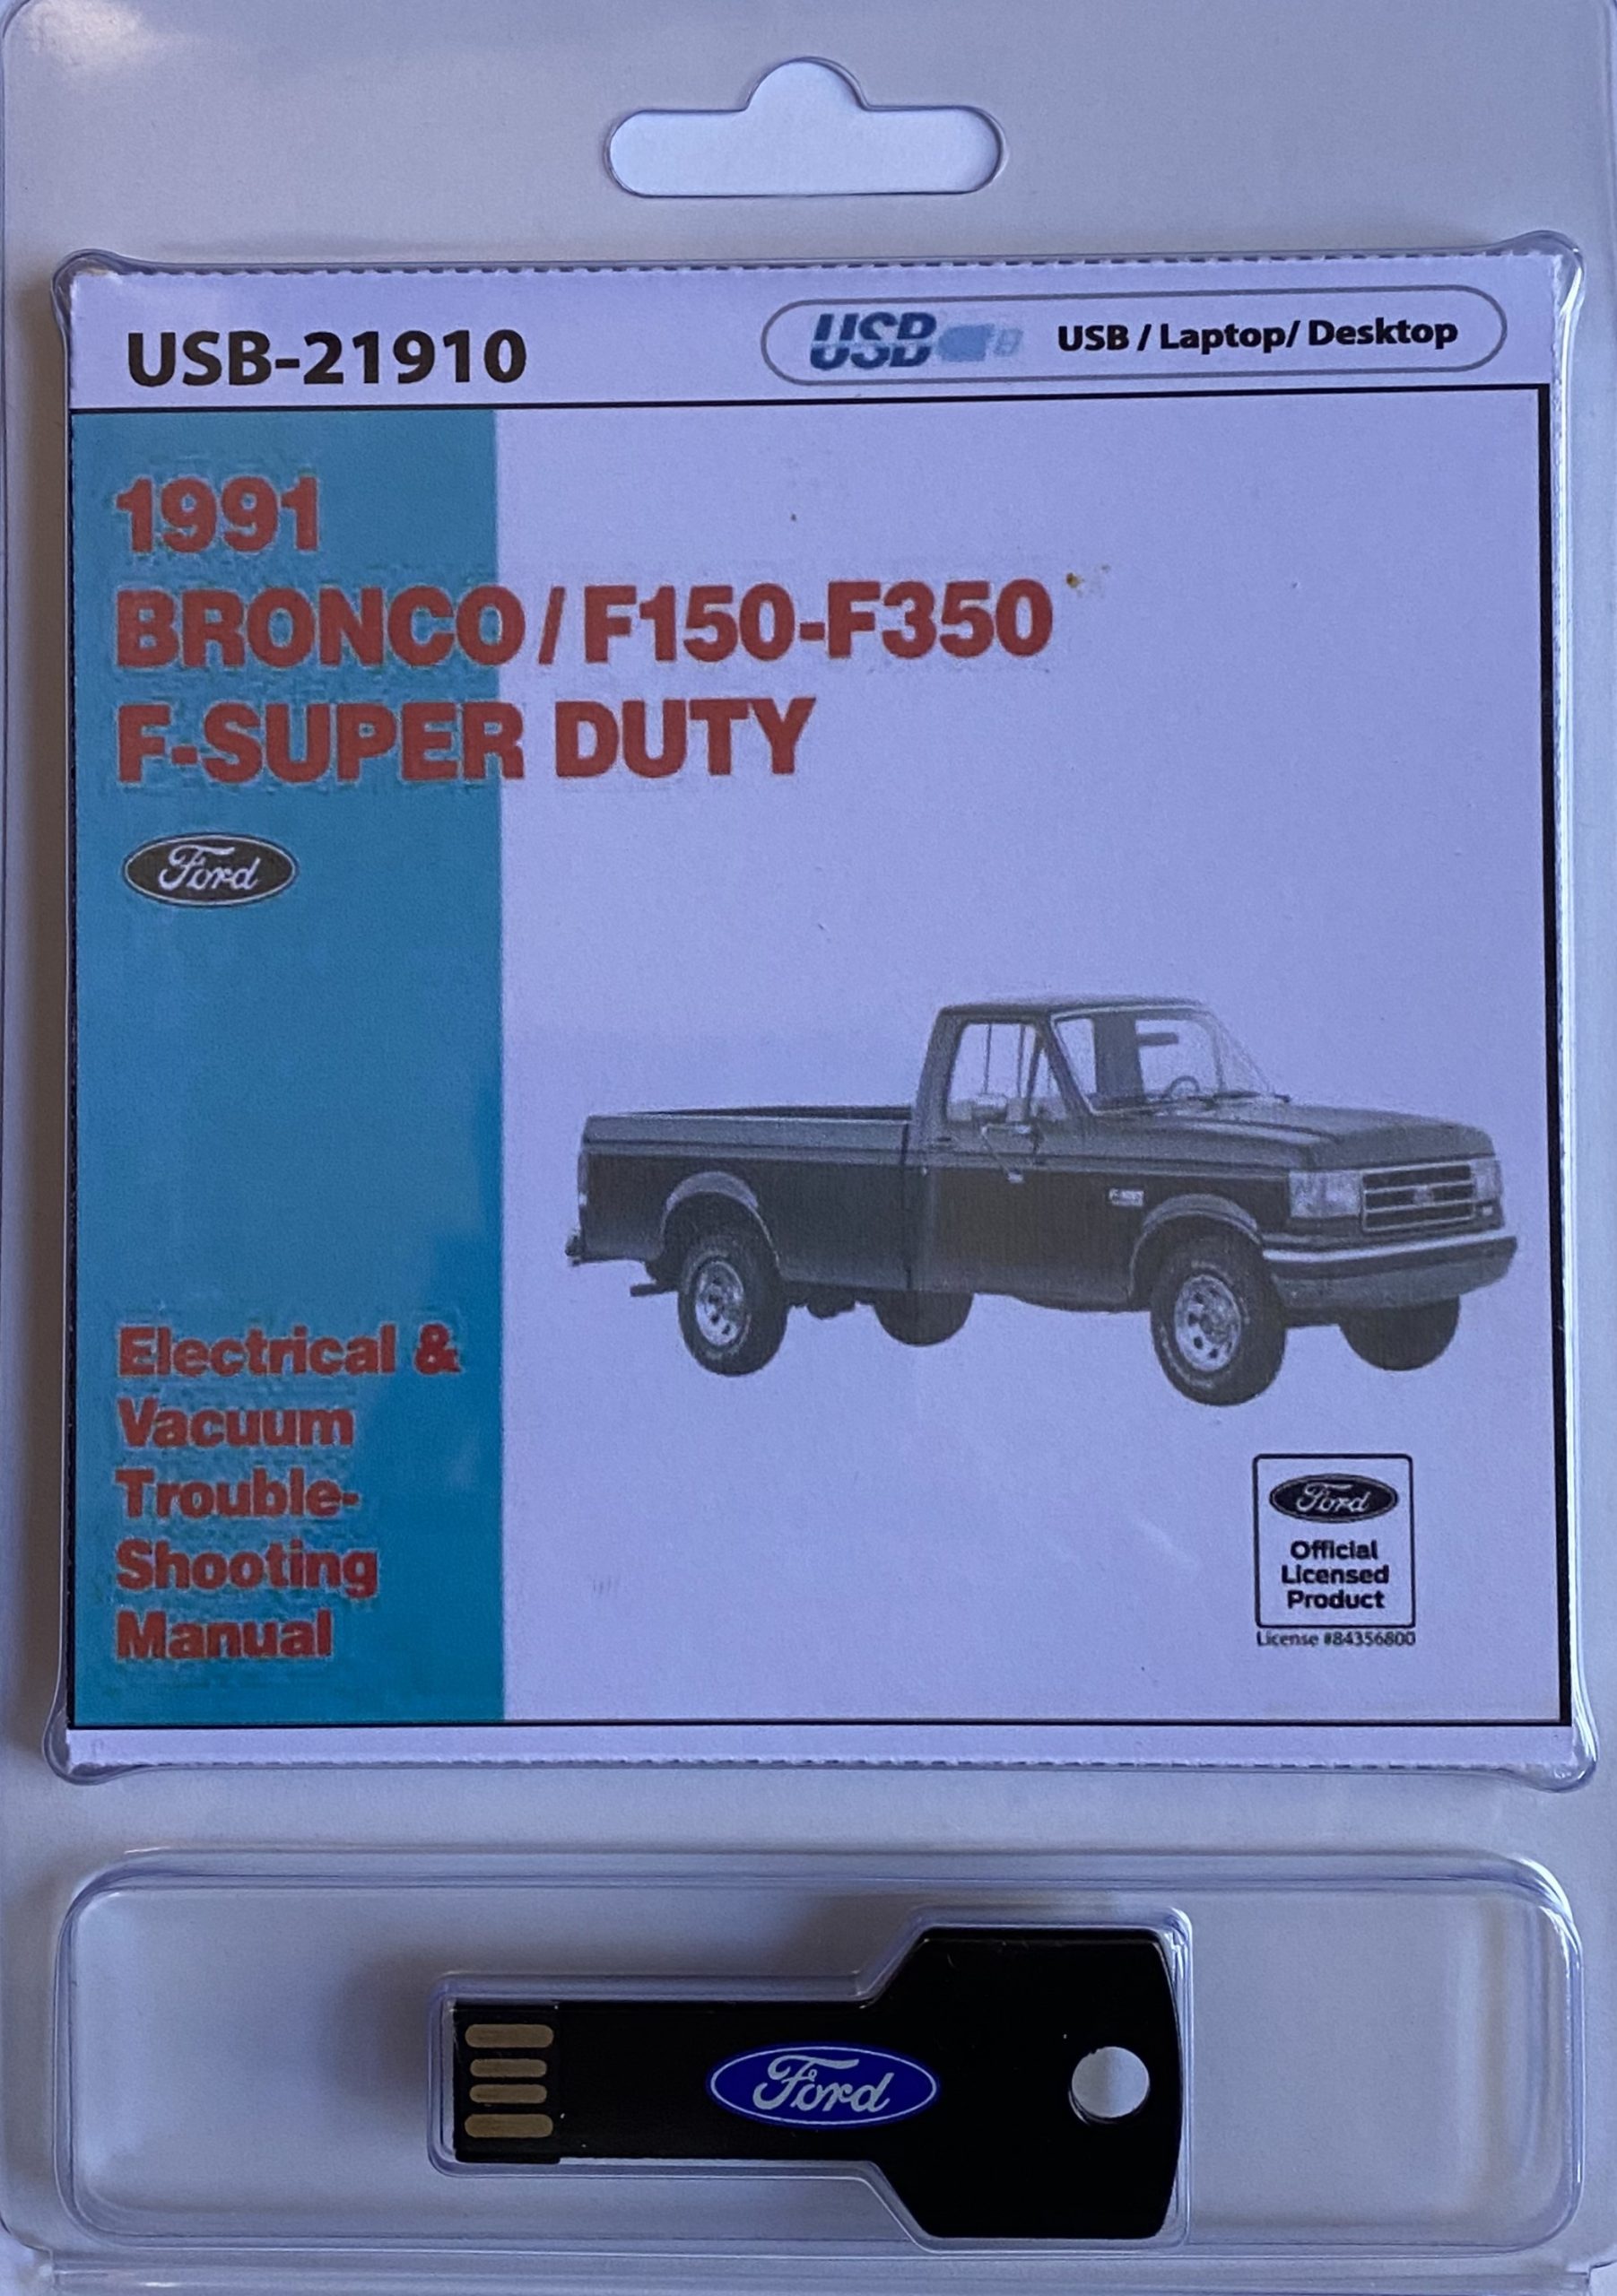 USB-21910
USB USB / Laptop/ Desktop
1991
BRONCO / F150-F350
F-SUPER DUTY
Ford
Electrical &
Vacuum
Trouble-
Shooting
Manual
Ford
Official
Licensed
Product
License #84356800
Ford